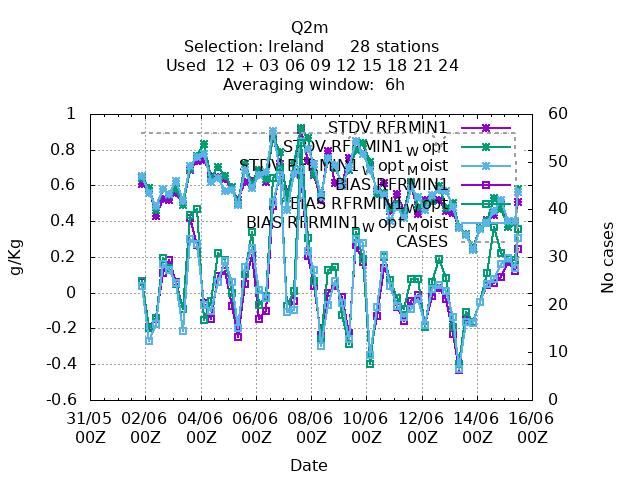 Q2m
Selection: Ireland 28 stations
Used 12 + 03 06 09 12 15 18 21 24
Averaging window: 6h
STDV RFRMIN1
STDV RFRMIN1_W opt
STDV RFRMIN1_W opt_M oist
BIAS RFRMIN1
BIAS RFRMIN1_W opt
BIAS RFRMIN1_W opt_M oist
CASES
g/Kg
1
0.8
0.6
0.4
0.2
0
-0.2
-0.4
-0.6
No cases
60
50
40
30
20
10
0
31/05 02/06 04/06 06/06 08/06 10/06 12/06 14/06 16/06
00Z 00Z 00Z 00Z 00Z 00Z 00Z 00Z 00Z
Date